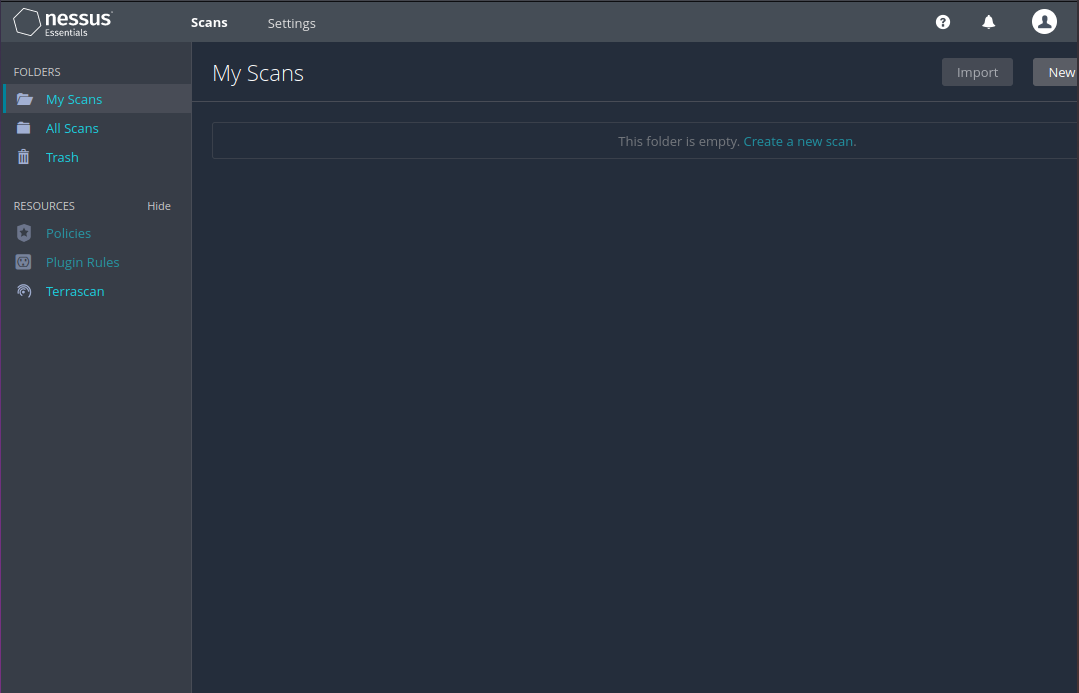 nessus
Essentials
Scans
Settings
FOLDERS
My Scans
All Scans
Trash
RESOURCES
Hide
Policies
Plugin Rules
Terrascan
My Scans
Import
New
This folder is empty. Create a new scan.